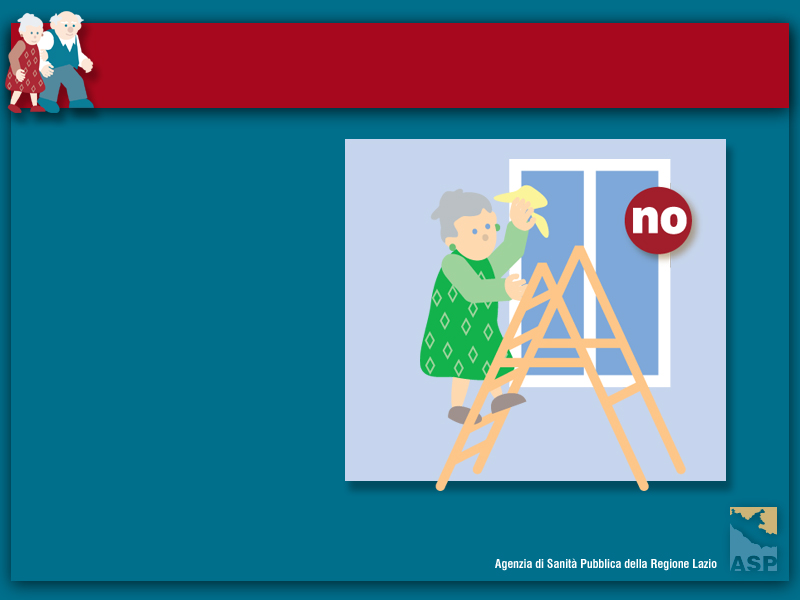 no
Agenzia di Sanità Pubblica della Regione Lazio
ASP